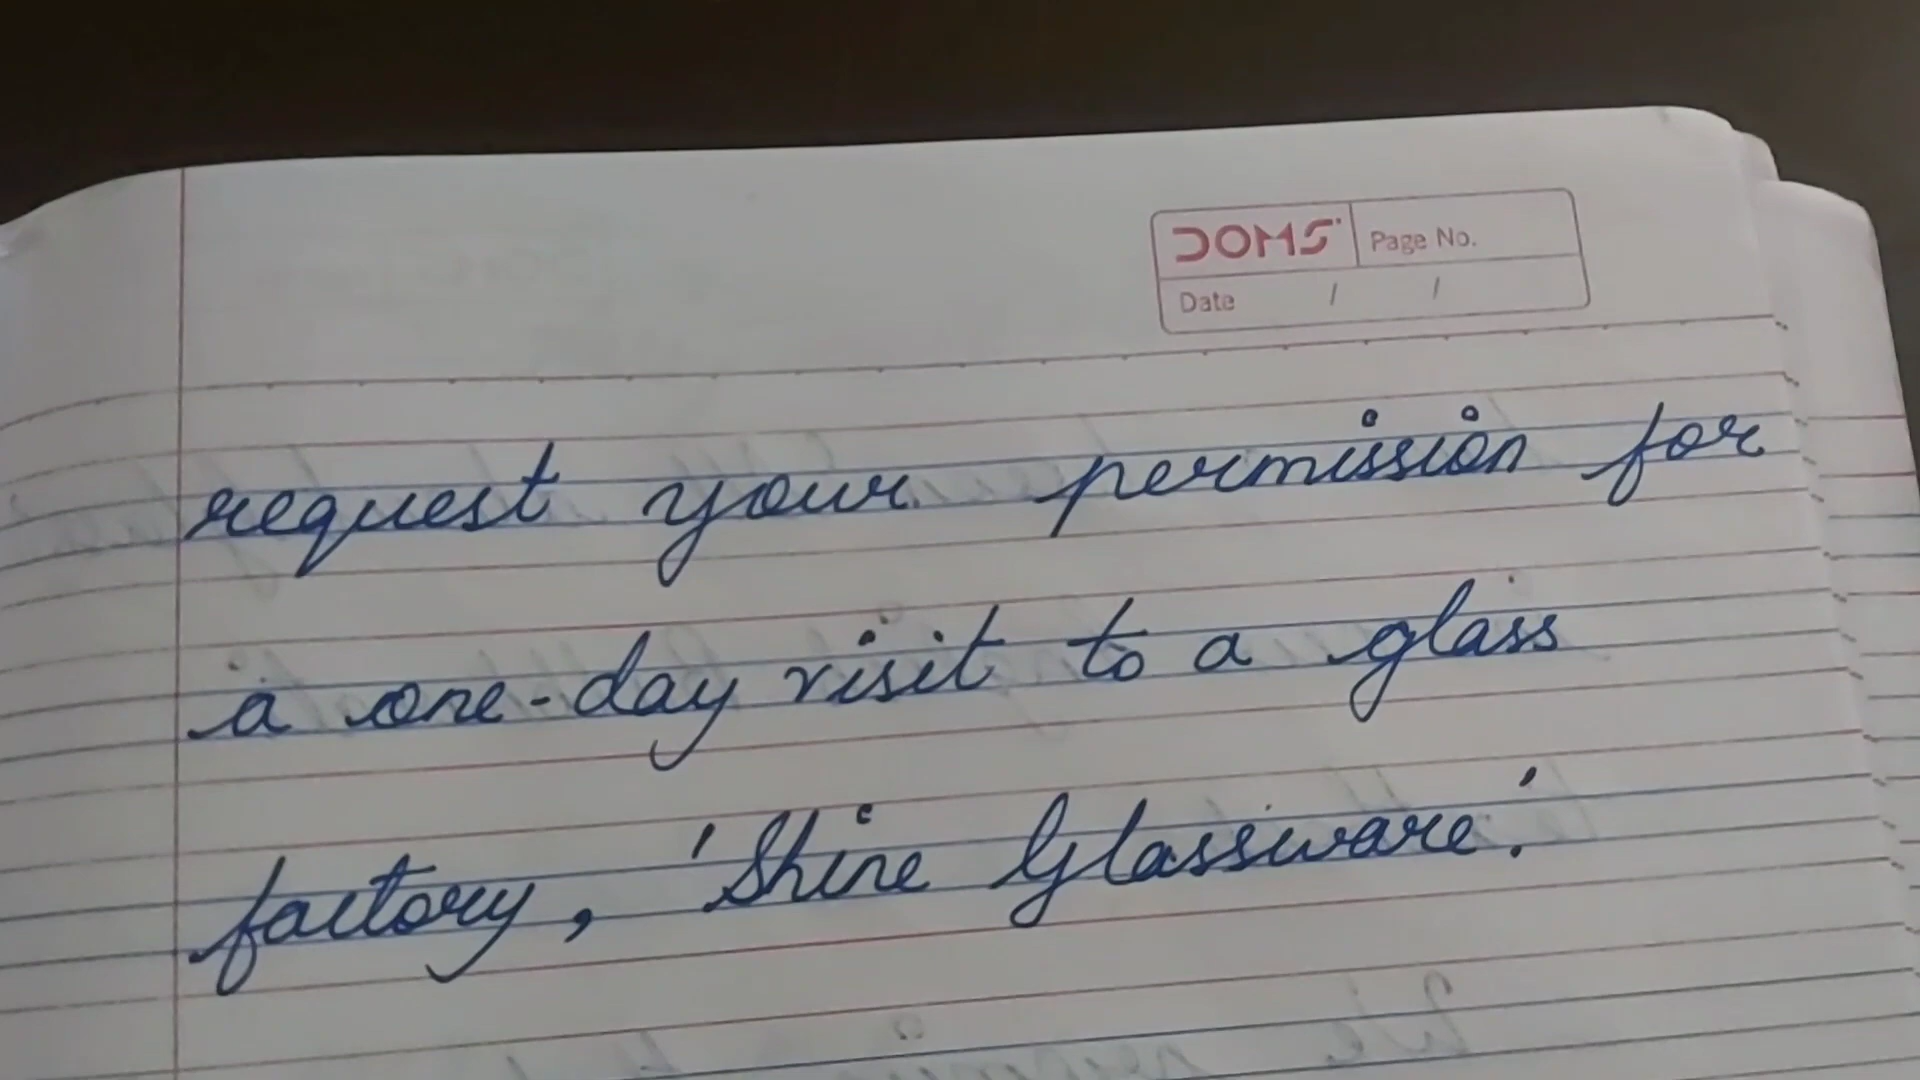 DOMS Page No.
Date / /
request your permission for
a one-day visit to a glass
factory, 'Shine Glassware'.